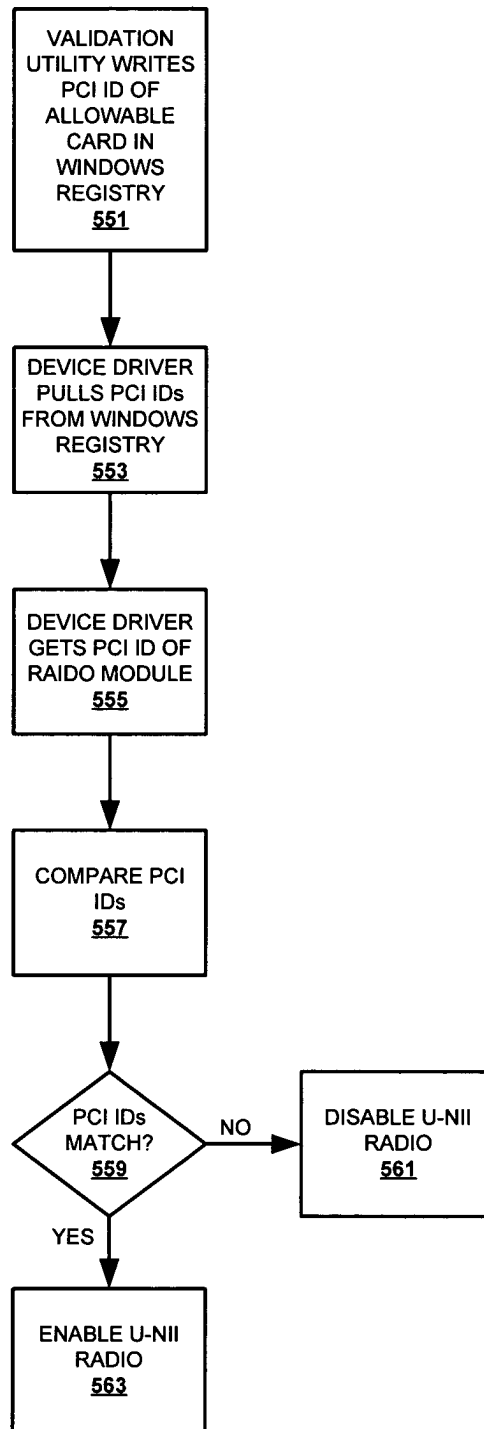 VALIDATION
UTILITY WRITES
PCI ID OF
ALLOWABLE
CARD IN
WINDOWS
REGISTRY
551
DEVICE DRIVER
PULLS PCI IDs
FROM WINDOWS
REGISTRY
553
DEVICE DRIVER
GETS PCI ID OF
RAIDO MODULE
555
COMPARE PCI
IDs
557
PCI IDs
MATCH?
559
NO
DISABLE U-NII
RADIO
561
YES
ENABLE U-NII
RADIO
563